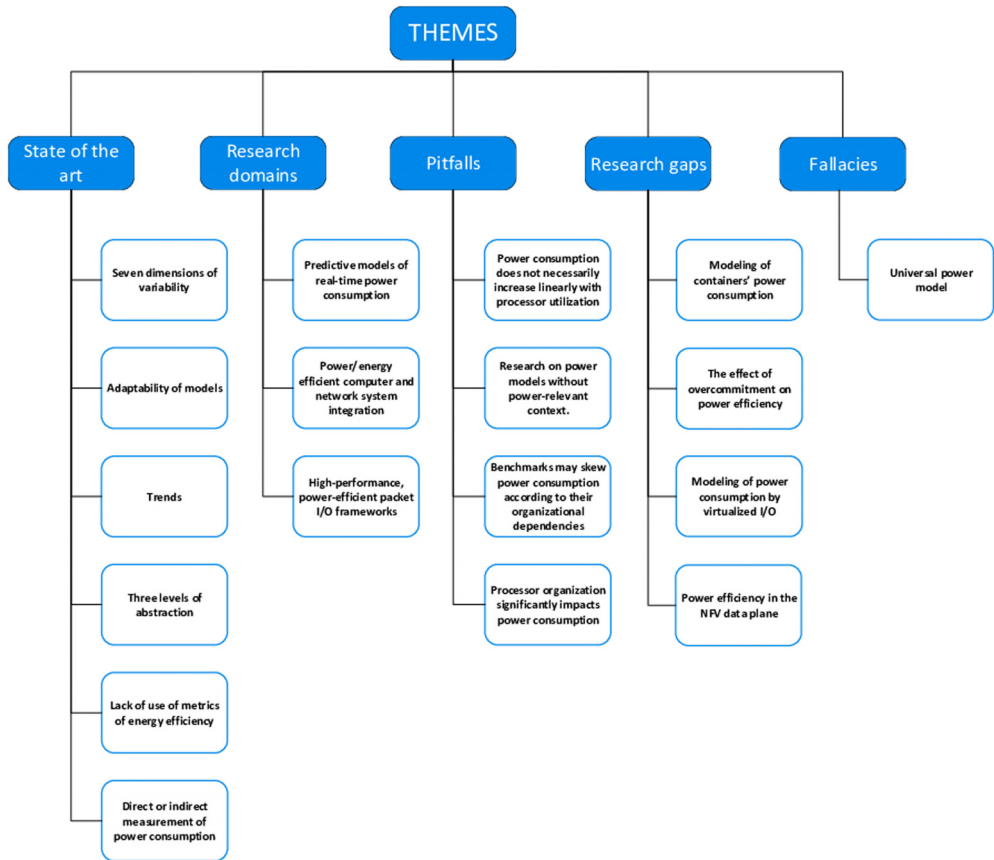 THEMES
State of the
art
Seven dimensions of
variability
Adaptability of models
Trends
Three levels of
abstraction
Lack of use of metrics
of energy efficiency
Direct or indirect
measurement of
power consumption
Research
domains
Predictive models of
real-time power
consumption
Power/ energy
efficient computer and
network system
integration
High-performance,
power-efficient packet
I/O frameworks
Pitfalls
Power consumption
does not necessarily
increase linearly with
processor utilization
Research on power
models without
power-relevant
context.
Benchmarks may skew
power consumption
according to their
organizational
dependencies
Processor
organization
significantly impacts
power consumption
Research gaps
Modeling of
containers' power
consumption
The effect of
overcommitment on
power efficiency
Modeling of power
consumption by
virtualized I/O
Power efficiency in the
NFV data plane
Fallacies
Universal power
model